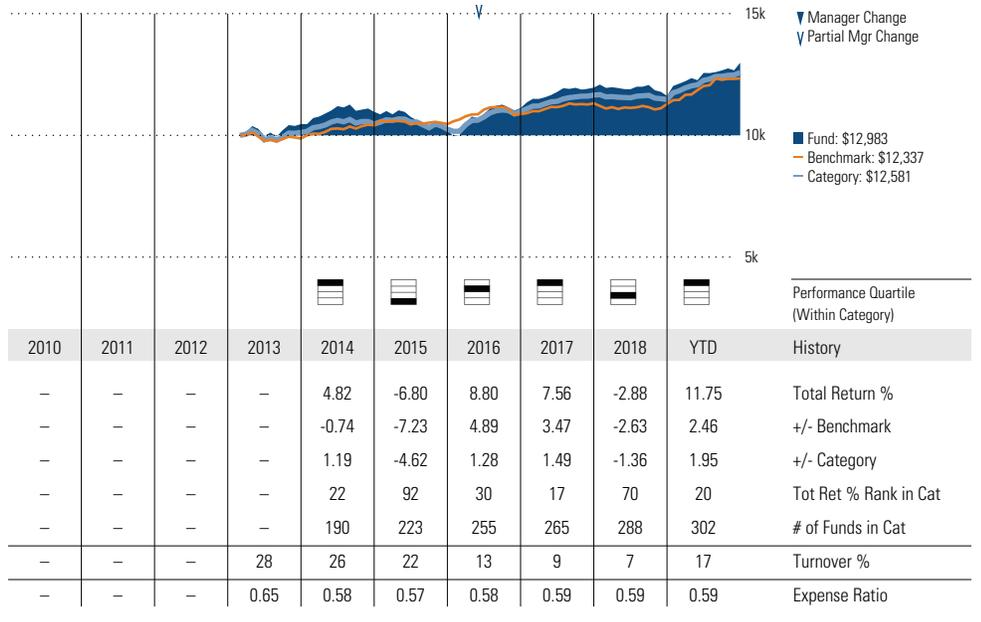 15k
Manager Change
Partial Mgr Change
10k
Fund: $12,983
Benchmark: $12,337
Category: $12,581
5k
Performance Quartile
(Within Category)
2010 2011 2012 2013 2014 2015 2016 2017 2018 YTD History
– – – – 4.82 -6.80 8.80 7.56 -2.88 11.75 Total Return %
– – – – -0.74 -7.23 4.89 3.47 -2.63 2.46 +/- Benchmark
– – – – 1.19 -4.62 1.28 1.49 -1.36 1.95 +/- Category
– – – – 22 92 30 17 70 20 Tot Ret % Rank in Cat
– – – – 190 223 255 265 288 302 # of Funds in Cat
– – – 28 26 22 13 9 7 17 Turnover %
– – – 0.65 0.58 0.57 0.58 0.59 0.59 0.59 Expense Ratio